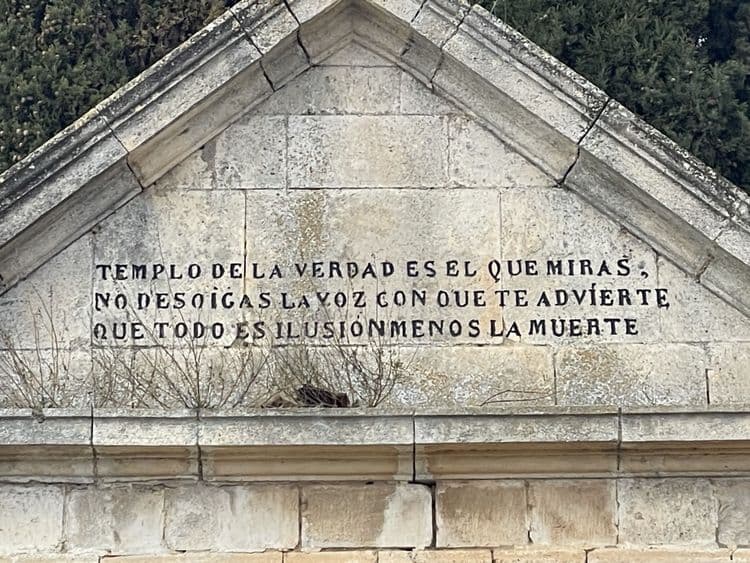 TEMPLO DE LA VERDAD ES EL QUE MIRAS,
NO DESOIGAS LA VOZ CON QUE TE ADVIERTE
QUE TODO ES ILUSIÓN MENOS LA MUERTE